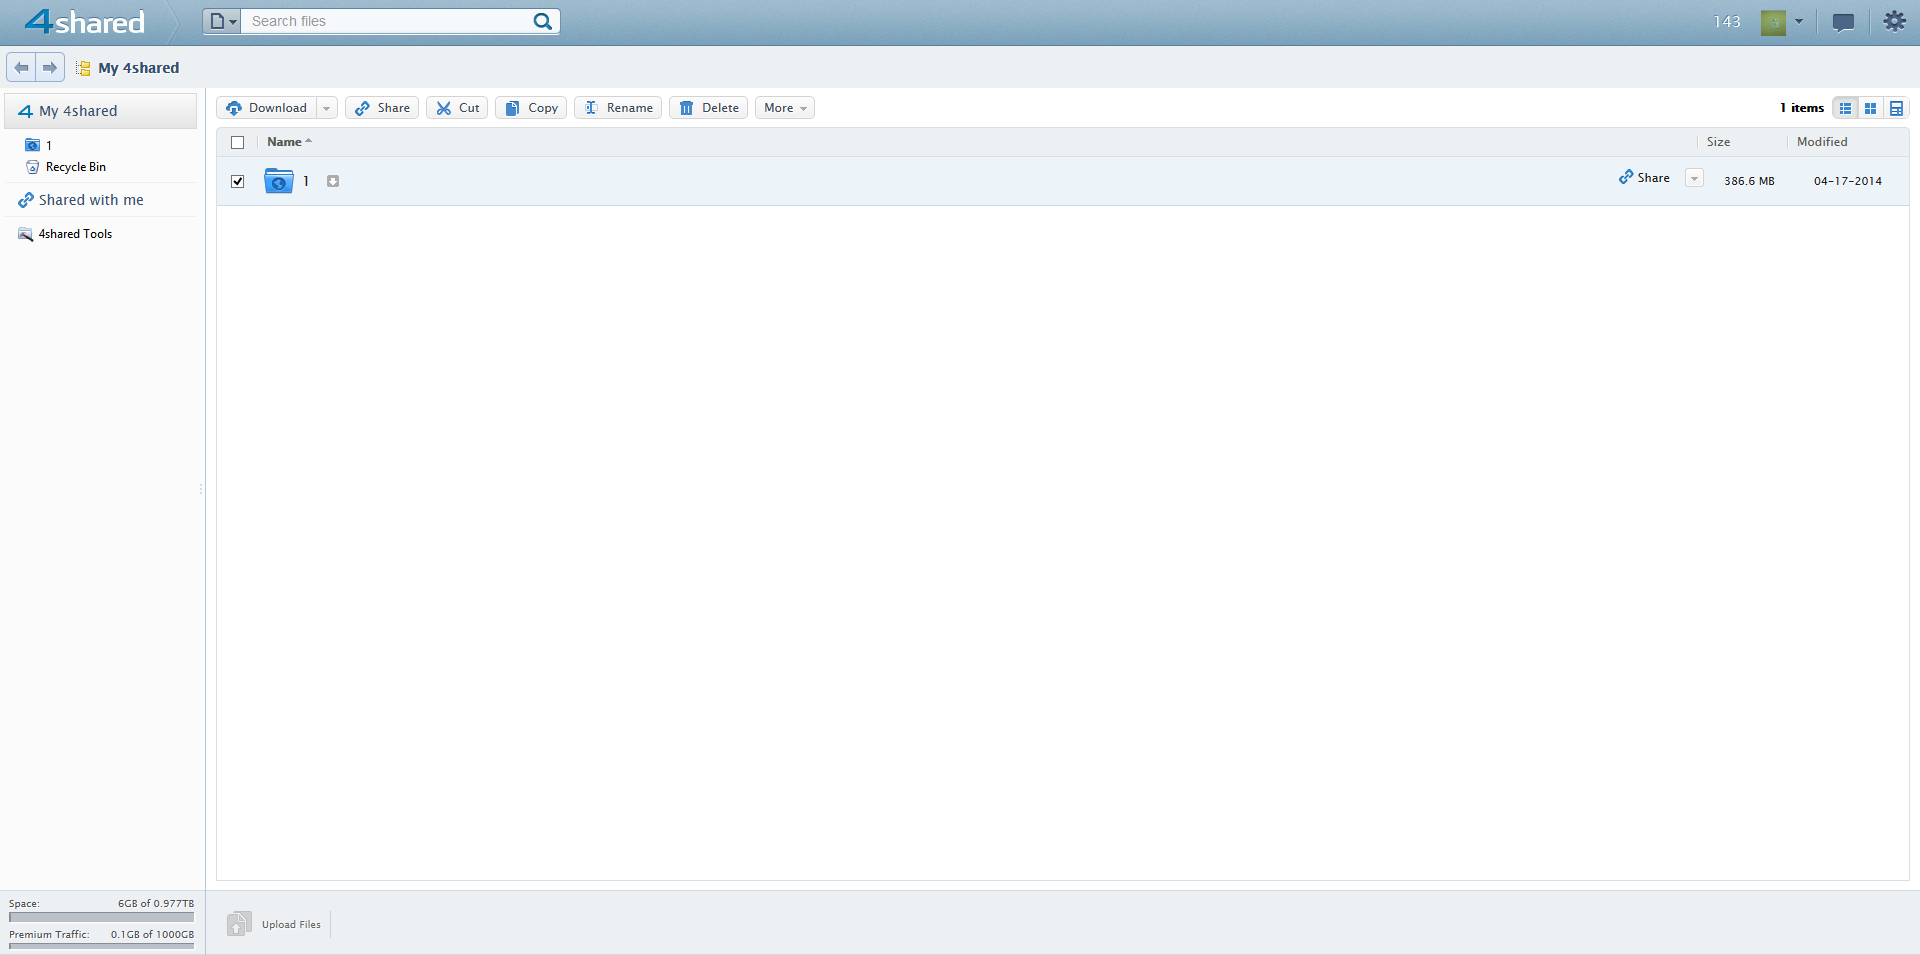 4shared
Search files
143
My 4shared
My 4shared
1
Recycle Bin
Shared with me
4shared Tools
Download Share Cut Copy Rename Delete More
1 items
Name Size Modified
1 Share 386.6 MB 04-17-2014
Space: 6GB of 0.977TB
Premium Traffic: 0.1GB of 1000GB
Upload Files